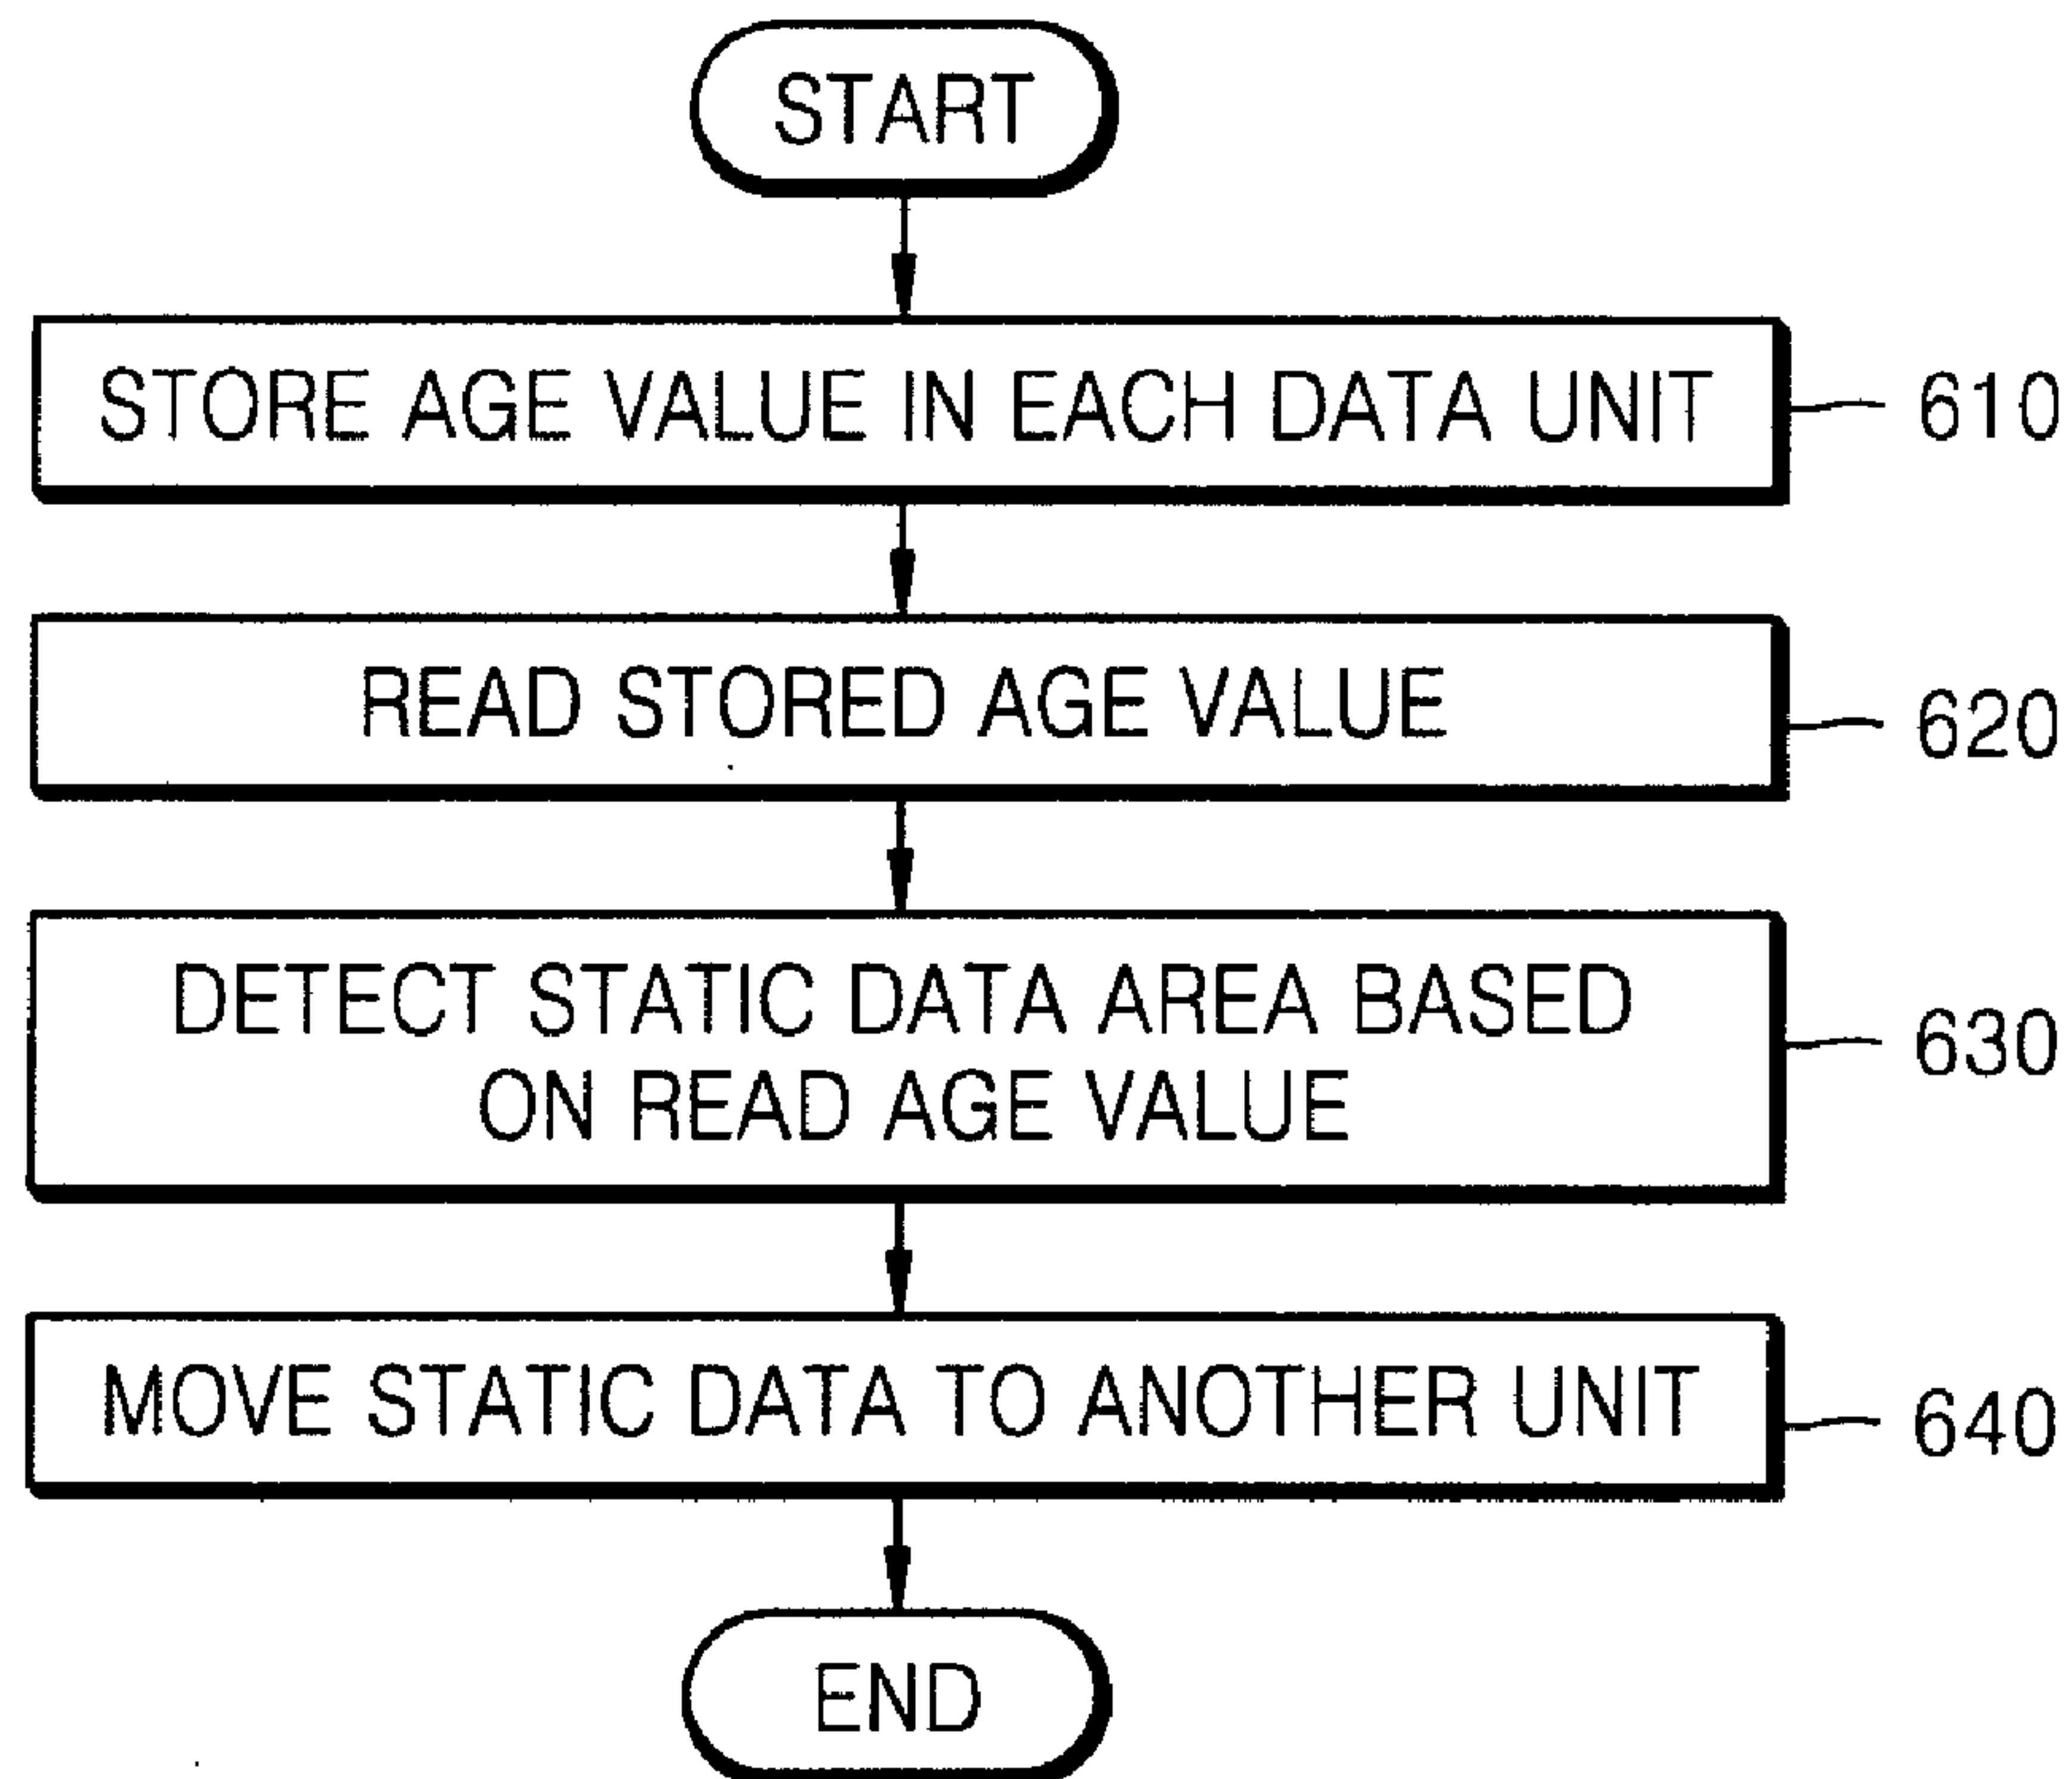 START
STORE AGE VALUE IN EACH DATA UNIT
610
READ STORED AGE VALUE
620
DETECT STATIC DATA AREA BASED
ON READ AGE VALUE
630
MOVE STATIC DATA TO ANOTHER UNIT
640
END